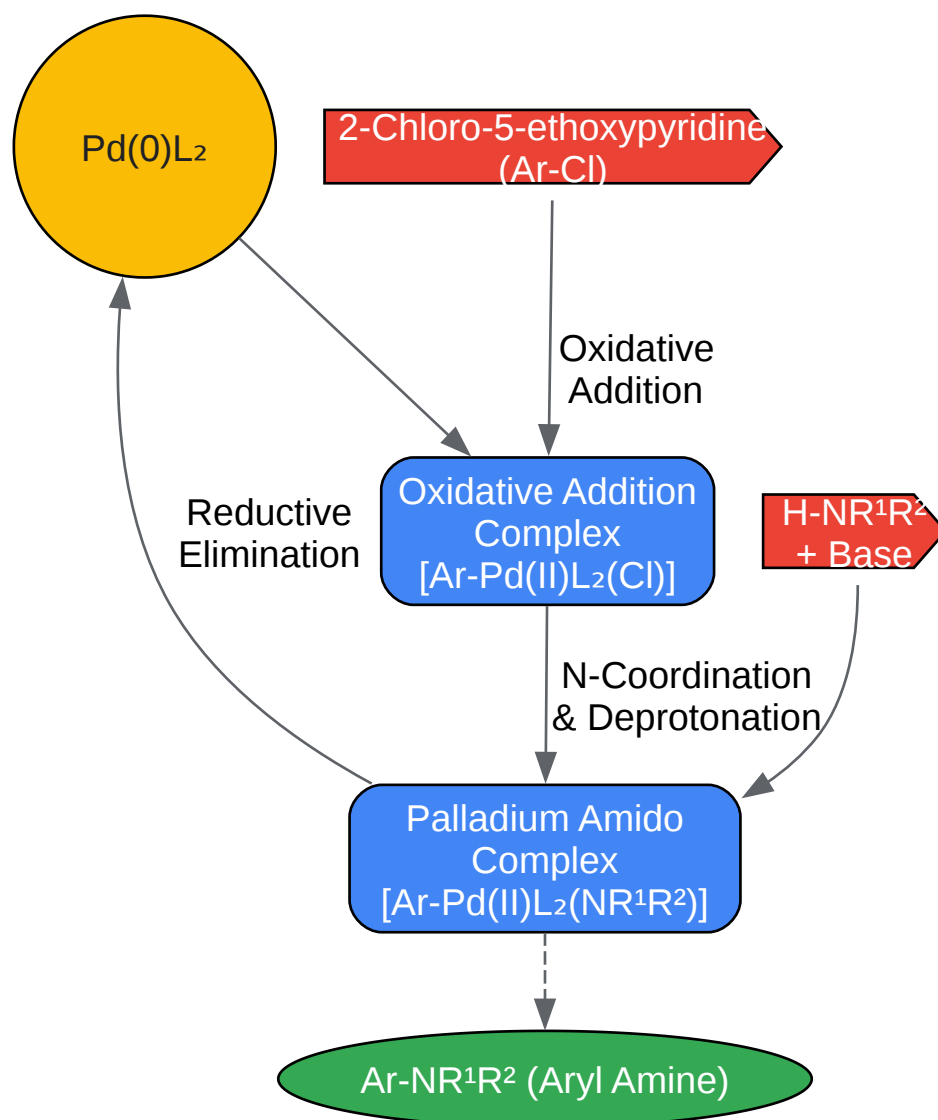 Pd(0)L₂
2-Chloro-5-ethoxypyridine
(Ar-Cl)
Oxidative
Addition
Oxidative Addition
Complex
[Ar-Pd(II)L₂(Cl)]
H-NR¹R²
+ Base
Reductive
Elimination
N-Coordination
& Deprotonation
Palladium Amido
Complex
[Ar-Pd(II)L₂(NR¹R²)]
Ar-NR¹R² (Aryl Amine)